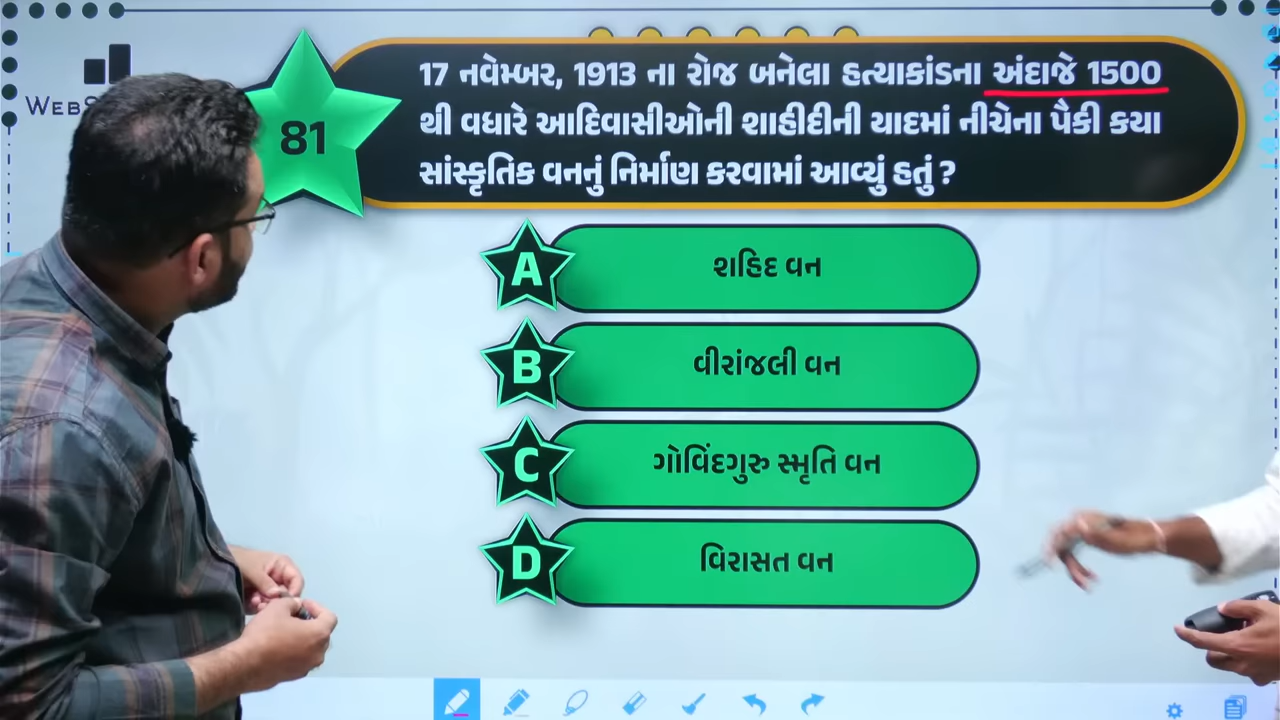 81
17 નવેમ્બર, 1913 ના રોજ બનેલા હત્યાકાંડના અંદાજે 1500
થી વધારે આદિવાસીઓની શાહીદીની યાદમાં નીચેના પૈકી કયા
સાંસ્કૃતિક વનનું નિર્માણ કરવામાં આવ્યું હતું ?
A શહિદ વન
B વીરાંજલી વન
C ગોવિંદગુરુ સ્મૃતિ વન
D વિરાસત વન